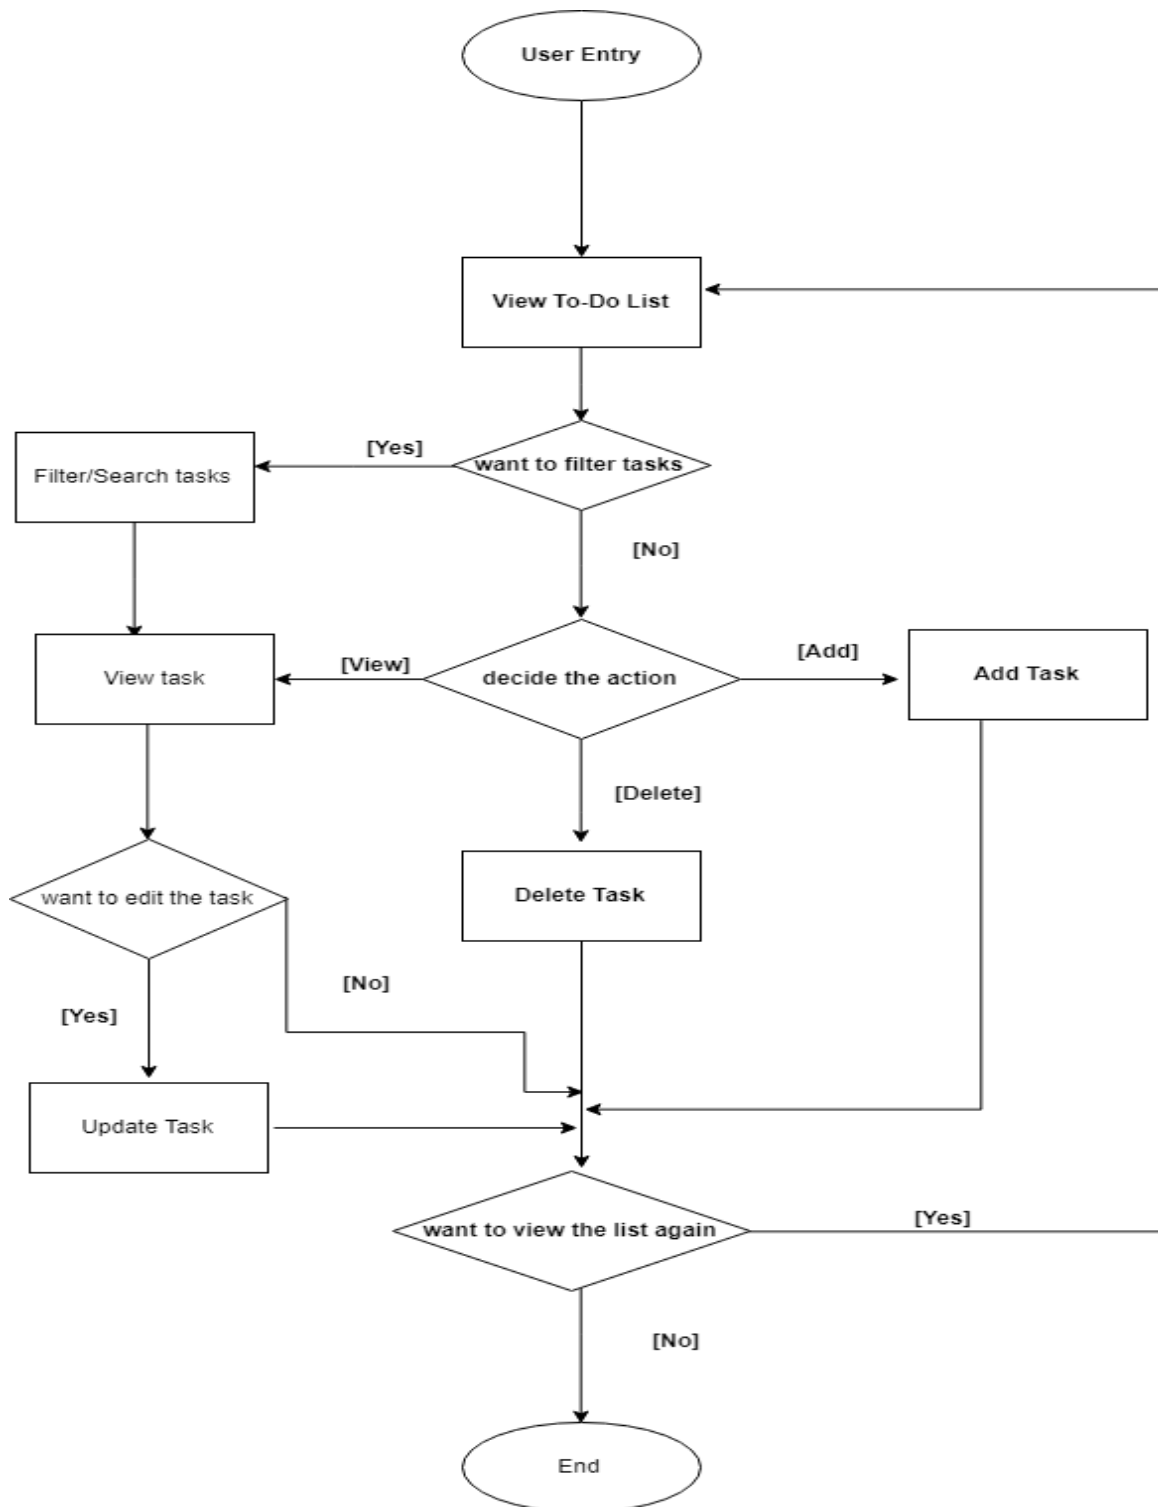 User Entry
View To-Do List
[Yes]
want to filter tasks
Filter/Search tasks
[No]
[View]
decide the action
[Add]
Add Task
View task
[Delete]
want to edit the task
Delete Task
[No]
[Yes]
Update Task
want to view the list again
[Yes]
[No]
End